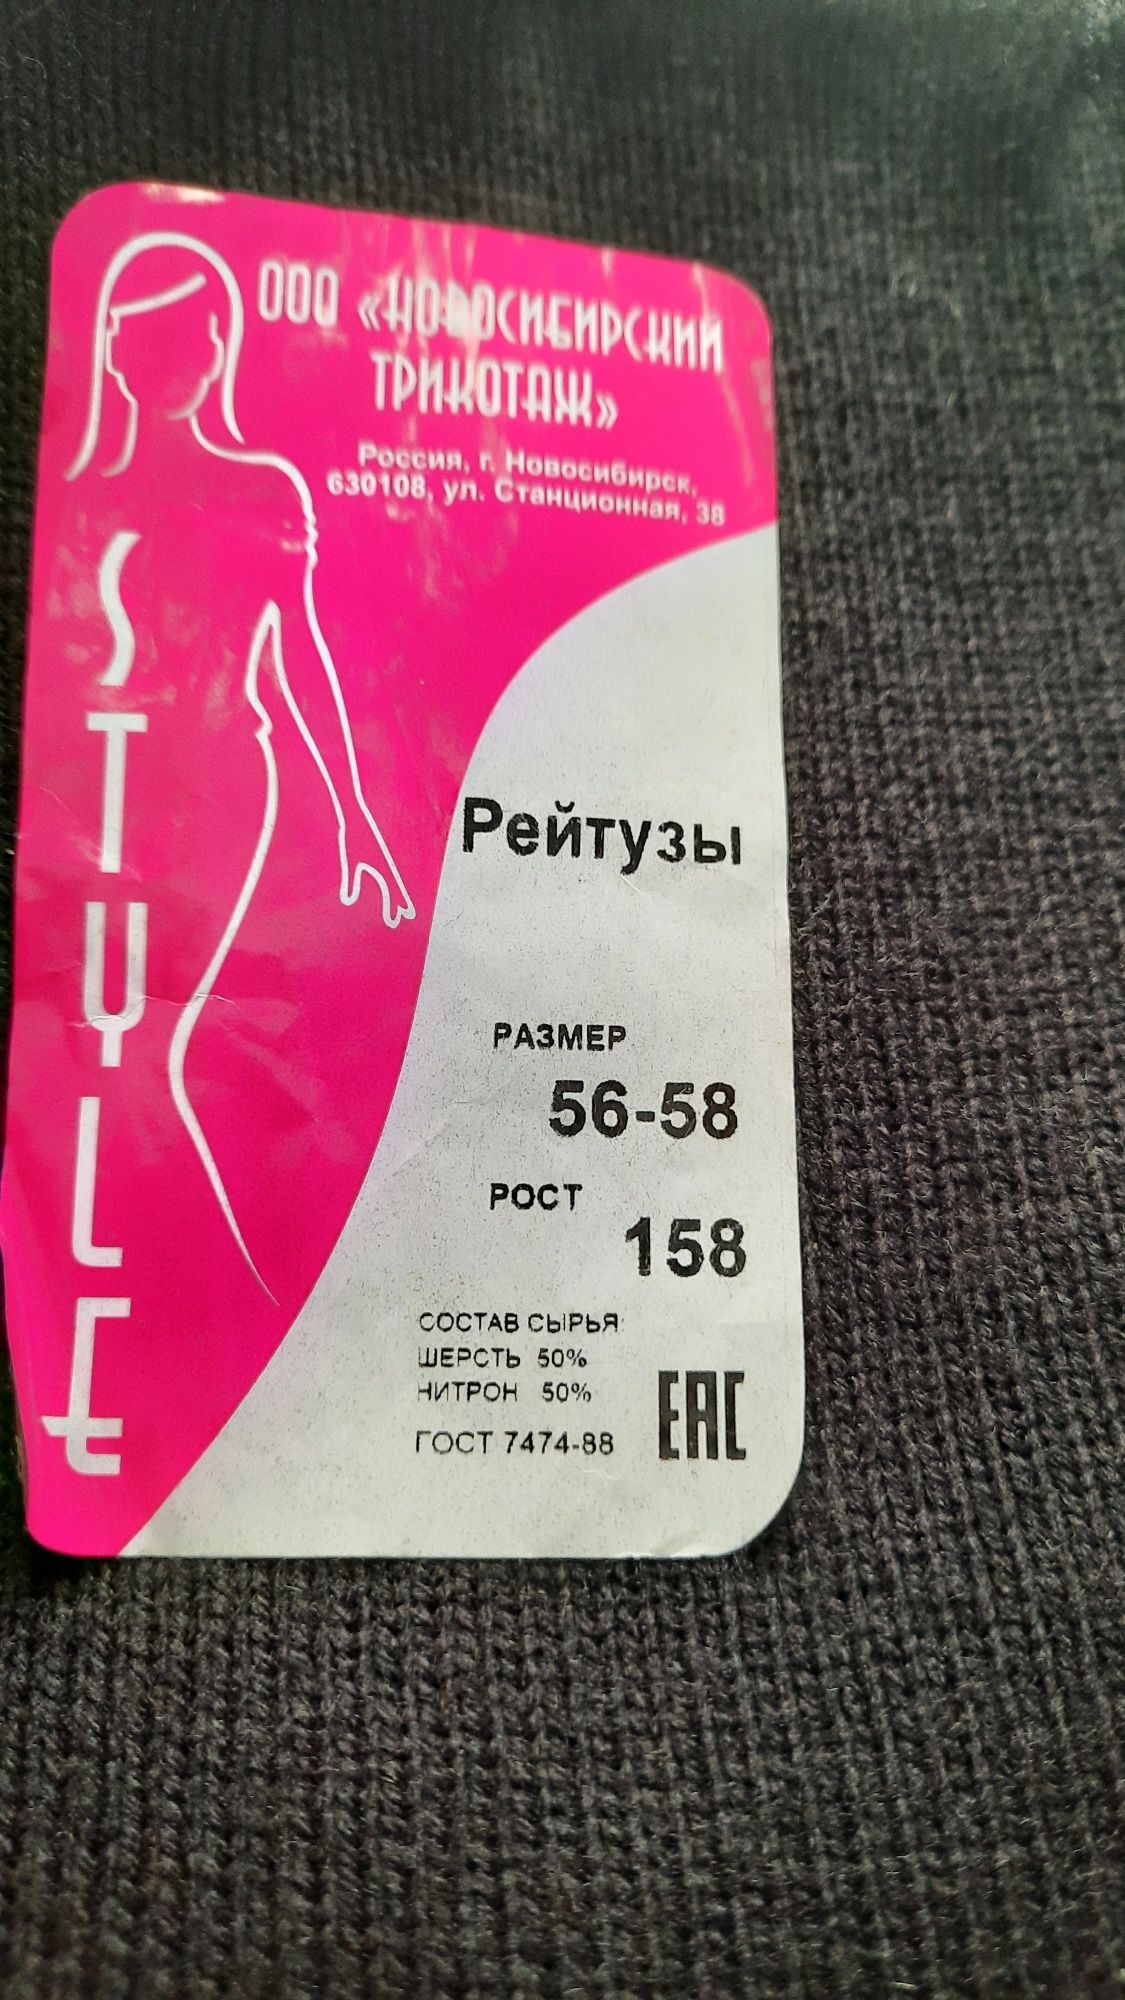 ООО «НОВОСИБИРСКИЙ
ТРИКОТАЖ»
Россия, г. Новосибирск,
630108, ул. Станционная, 38
STYLE
Рейтузы
РАЗМЕР
56-58
РОСТ
158
СОСТАВ СЫРЬЯ:
ШЕРСТЬ 50%
НИТРОН 50%
ГОСТ 7474-88
EAC